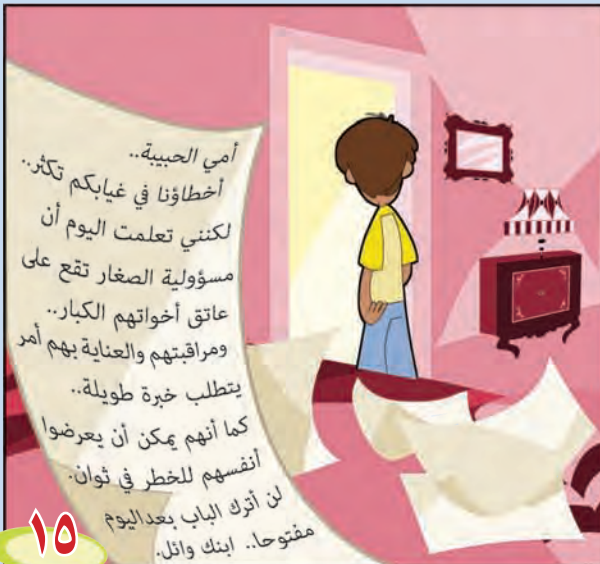 أمي الحبيبة..
أخطاؤنا في غيابكم تكثر..
لكنني تعلمت اليوم أن
مسؤولية الصغار تقع على
عاتق أخواتهم الكبار..
ومراقبتهم والعناية بهم أمر
يتطلب خبرة طويلة..
كما أنهم يمكن أن يعرضوا
أنفسهم للخطر في ثوان.
لن أترك الباب بعداليوم
مفتوحا.. ابنك وائل.
١٥